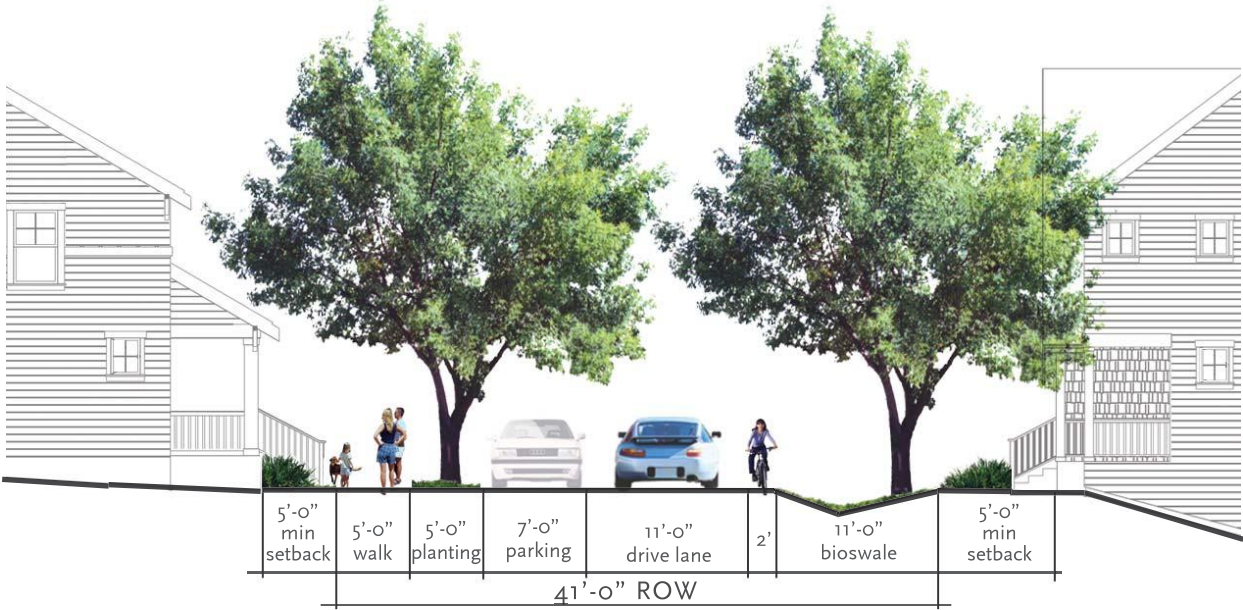 5'-0"
min
setback
5'-0"
walk
5'-0"
planting
7'-0"
parking
11'-0"
drive lane
2'
11'-0"
bioswale
5'-0"
min
setback
41'-0" ROW